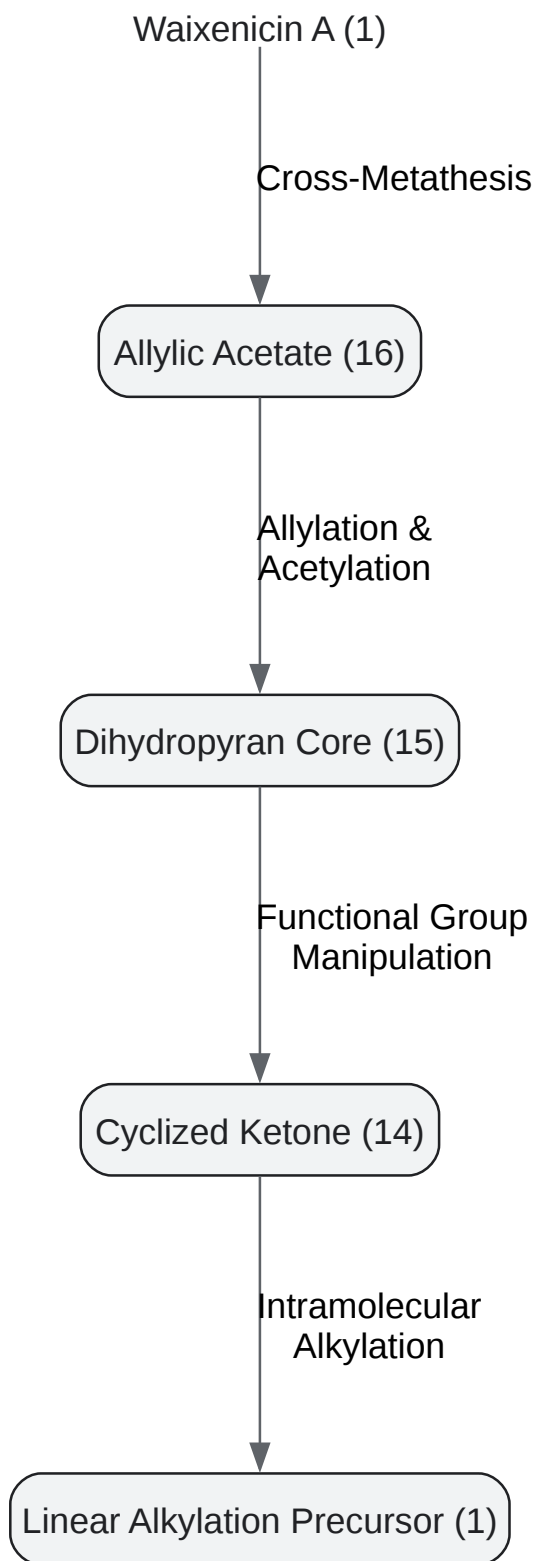 Waixenicin A (1)
Cross-Metathesis
Allylic Acetate (16)
Allylation &
Acetylation
Dihydropyran Core (15)
Functional Group
Manipulation
Cyclized Ketone (14)
Intramolecular
Alkylation
Linear Alkylation Precursor (1)